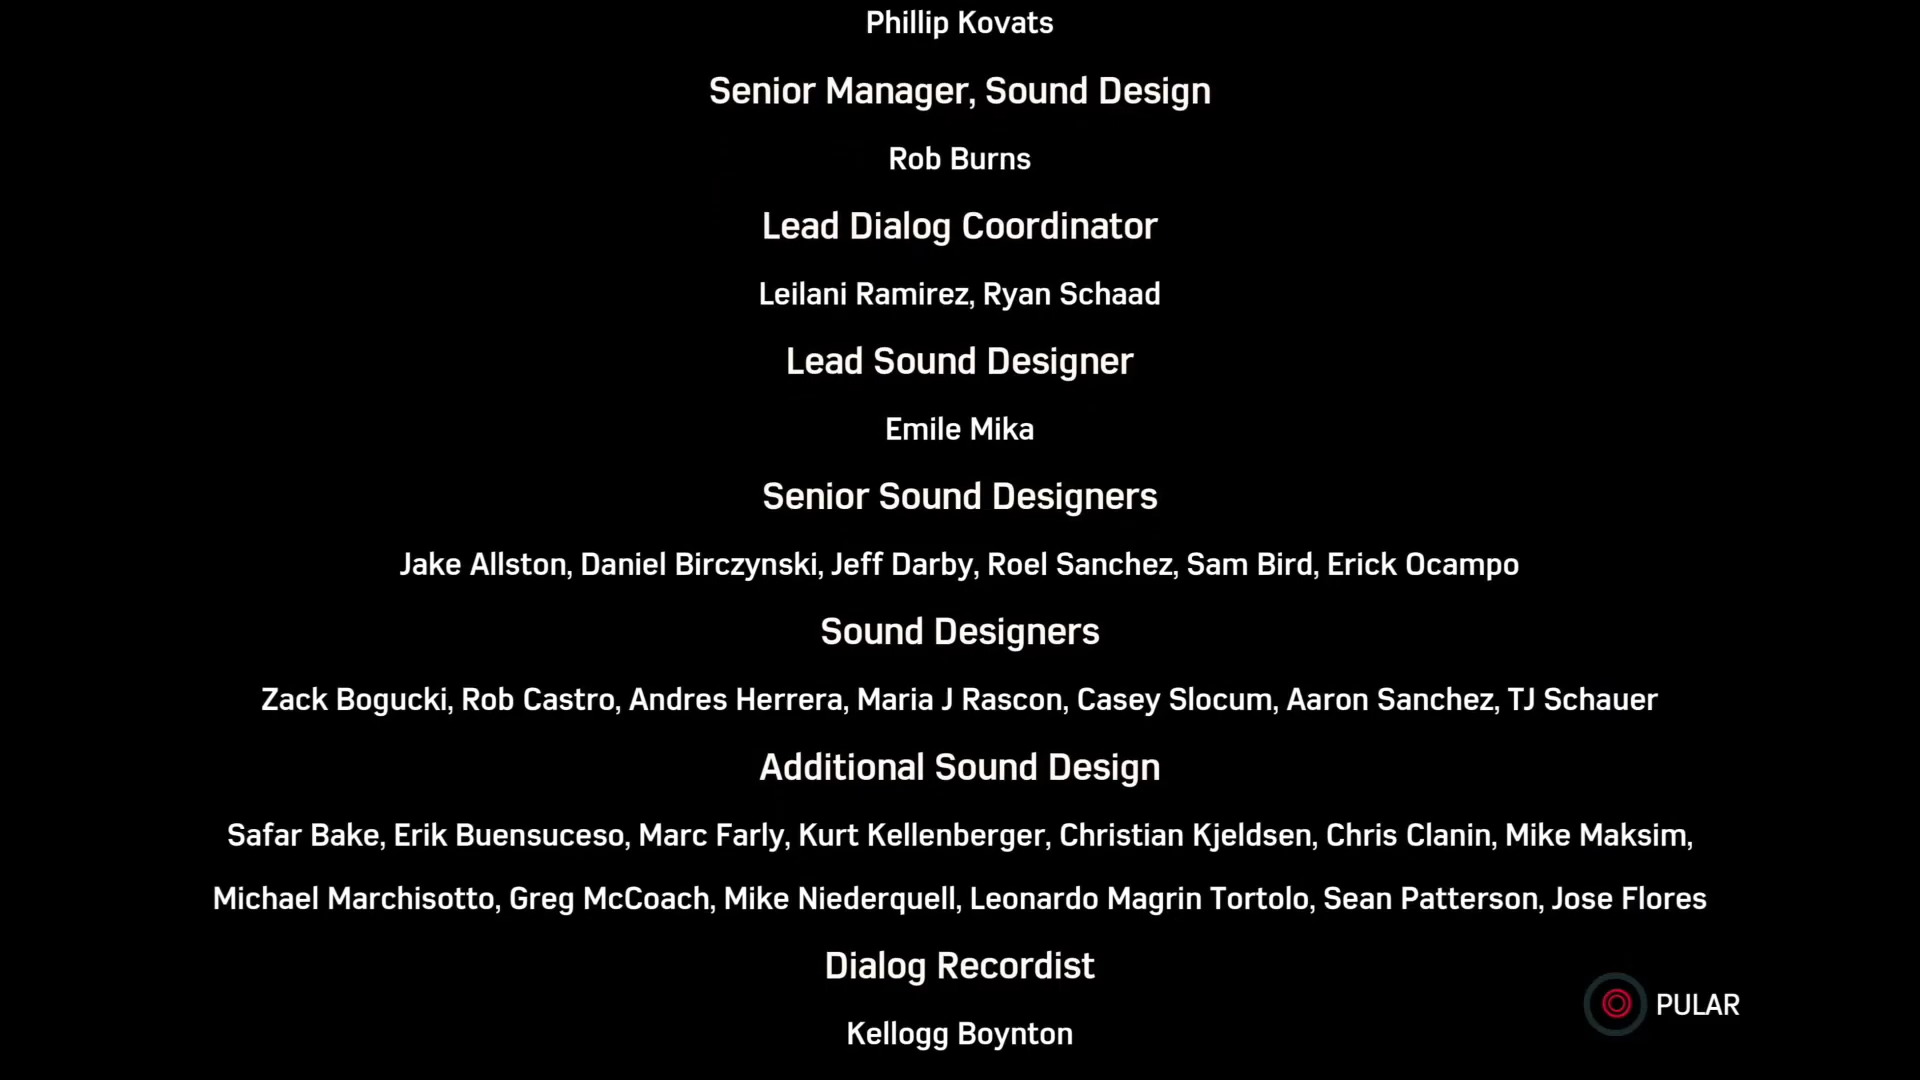 Phillip Kovats
Senior Manager, Sound Design
Rob Burns
Lead Dialog Coordinator
Leilani Ramirez, Ryan Schaad
Lead Sound Designer
Emile Mika
Senior Sound Designers
Jake Allston, Daniel Birczynski, Jeff Darby, Roel Sanchez, Sam Bird, Erick Ocampo
Sound Designers
Zack Bogucki, Rob Castro, Andres Herrera, Maria J Rascon, Casey Slocum, Aaron Sanchez, TJ Schauer
Additional Sound Design
Safar Bake, Erik Buensuceso, Marc Farly, Kurt Kellenberger, Christian Kjeldsen, Chris Clanin, Mike Maksim,
Michael Marchisotto, Greg McCoach, Mike Niederquell, Leonardo Magrin Tortolo, Sean Patterson, Jose Flores
Dialog Recordist
PULAR
Kellogg Boynton